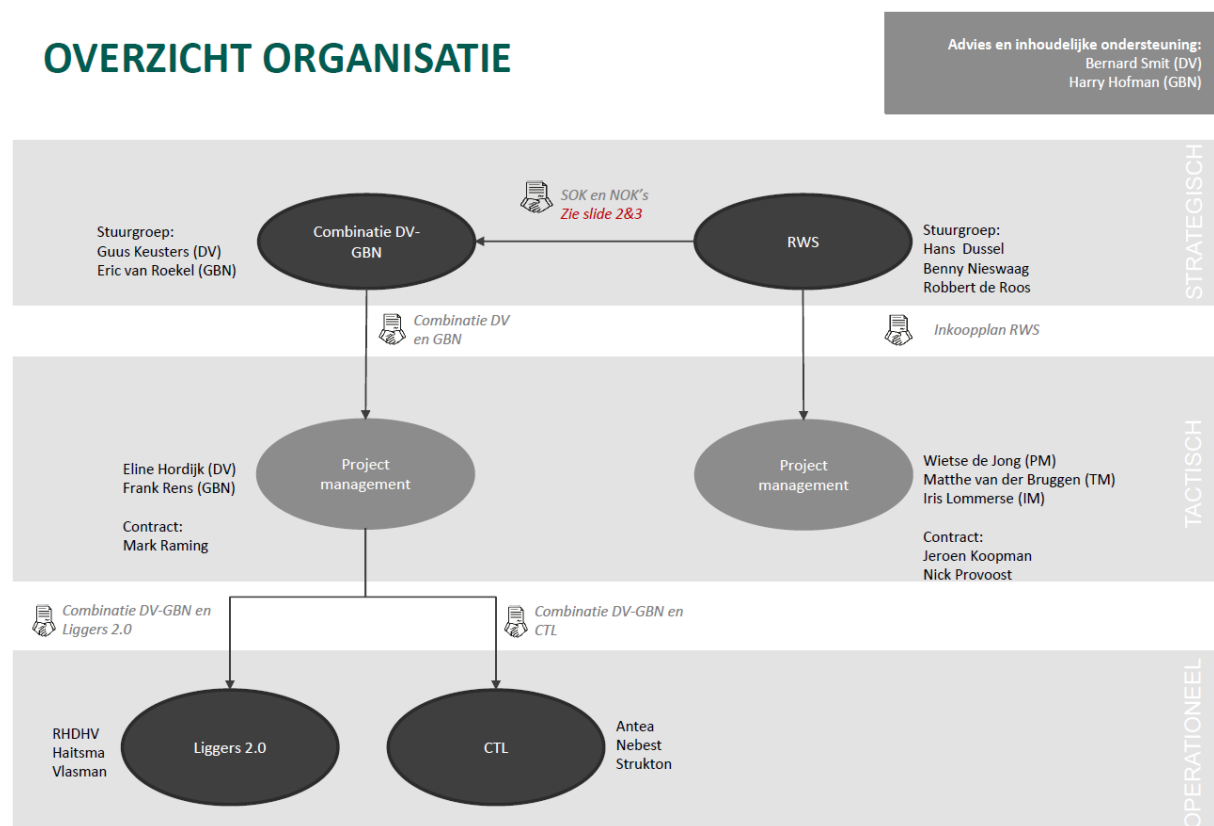 OVERZICHT ORGANISATIE
Advies en inhoudelijke ondersteuning:
Bernard Smit (DV)
Harry Hofman (GBN)
STRATEGISCH
SOK en NOK's
Zie slide 2&3
Stuurgroep:
Guus Keusters (DV)
Eric van Roekel (GBN)
Combinatie DV-
GBN
RWS
Stuurgroep:
Hans  Dussel
Benny Nieswaag
Robbert de Roos
Combinatie DV
en GBN
Inkoopplan RWS
TACTISCH
Eline Hordijk (DV)
Frank Rens (GBN)
Contract:
Mark Raming
Project
management
Project
management
Wietse de Jong (PM)
Matthe van der Bruggen (TM)
Iris Lommerse (IM)
Contract:
Jeroen Koopman
Nick Provoost
Combinatie DV-GBN en
Liggers 2.0
Combinatie DV-GBN en
CTL
OPERATIONEEL
RHDHV
Haitsma
Vlasman
Liggers 2.0
CTL
Antea
Nebest
Strukton